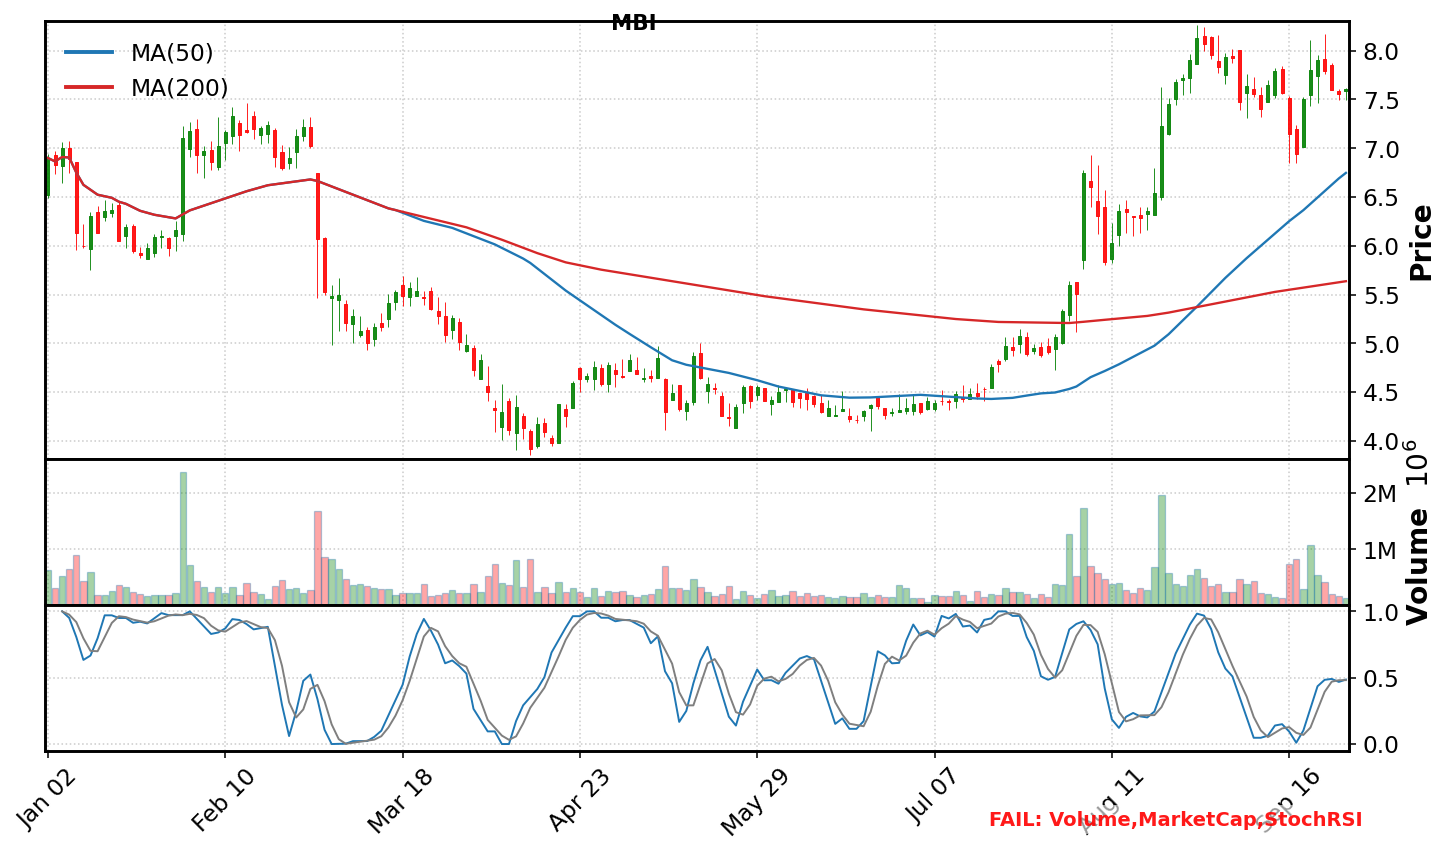 MBI
MA(50)
MA(200)
8.0
7.5
7.0
6.5
6.0
5.5
5.0
4.5
4.0
Price
2M
1M
Volume 10^6
1.0
0.5
0.0
Jan 02
Feb 10
Mar 18
Apr 23
May 29
Jul 07
Aug 11
Sep 16
FAIL: Volume,MarketCap,StochRSI